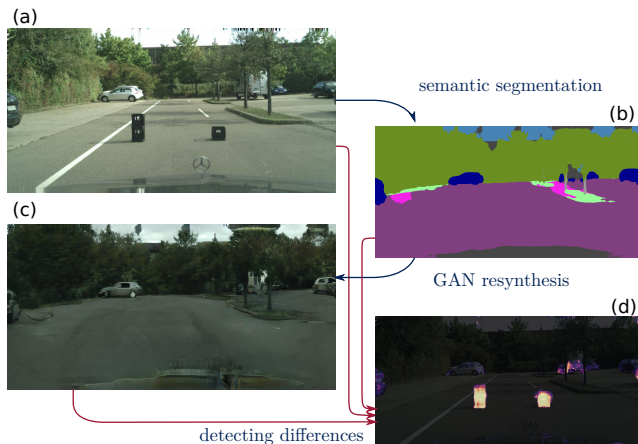 (a)
semantic segmentation
(b)
(c)
GAN resynthesis
(d)
detecting differences